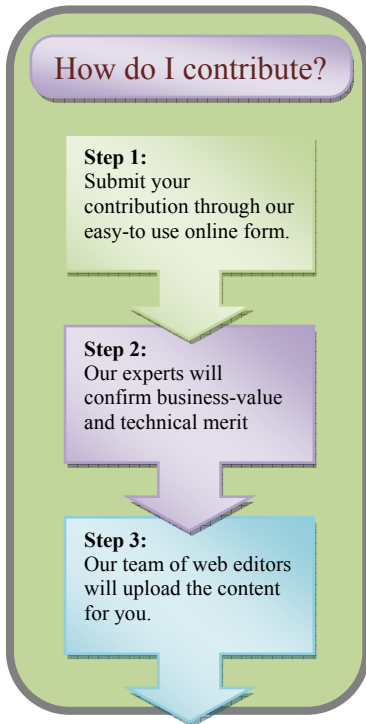 How do I contribute?
Step 1:
Submit your
contribution through our
easy-to use online form.
Step 2:
Our experts will
confirm business-value
and technical merit
Step 3:
Our team of web editors
will upload the content
for you.